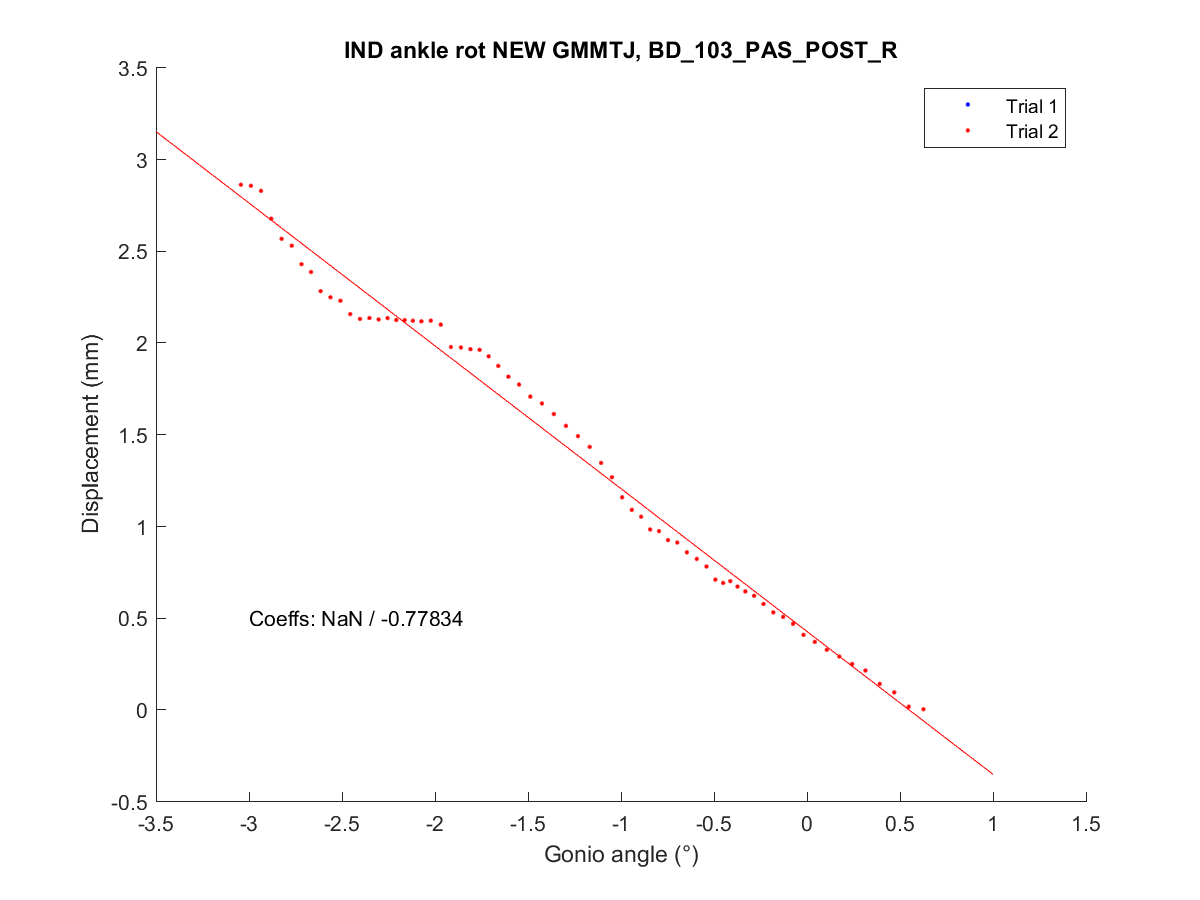 IND ankle rot NEW GMMTJ, BD_103_PAS_POST_R
3.5
3
2.5
2
1.5
1
0.5
0
-0.5
Displacement (mm)
Trial 1
Trial 2
Coeffs: NaN / -0.77834
-3.5 -3 -2.5 -2 -1.5 -1 -0.5 0 0.5 1 1.5
Gonio angle (°)